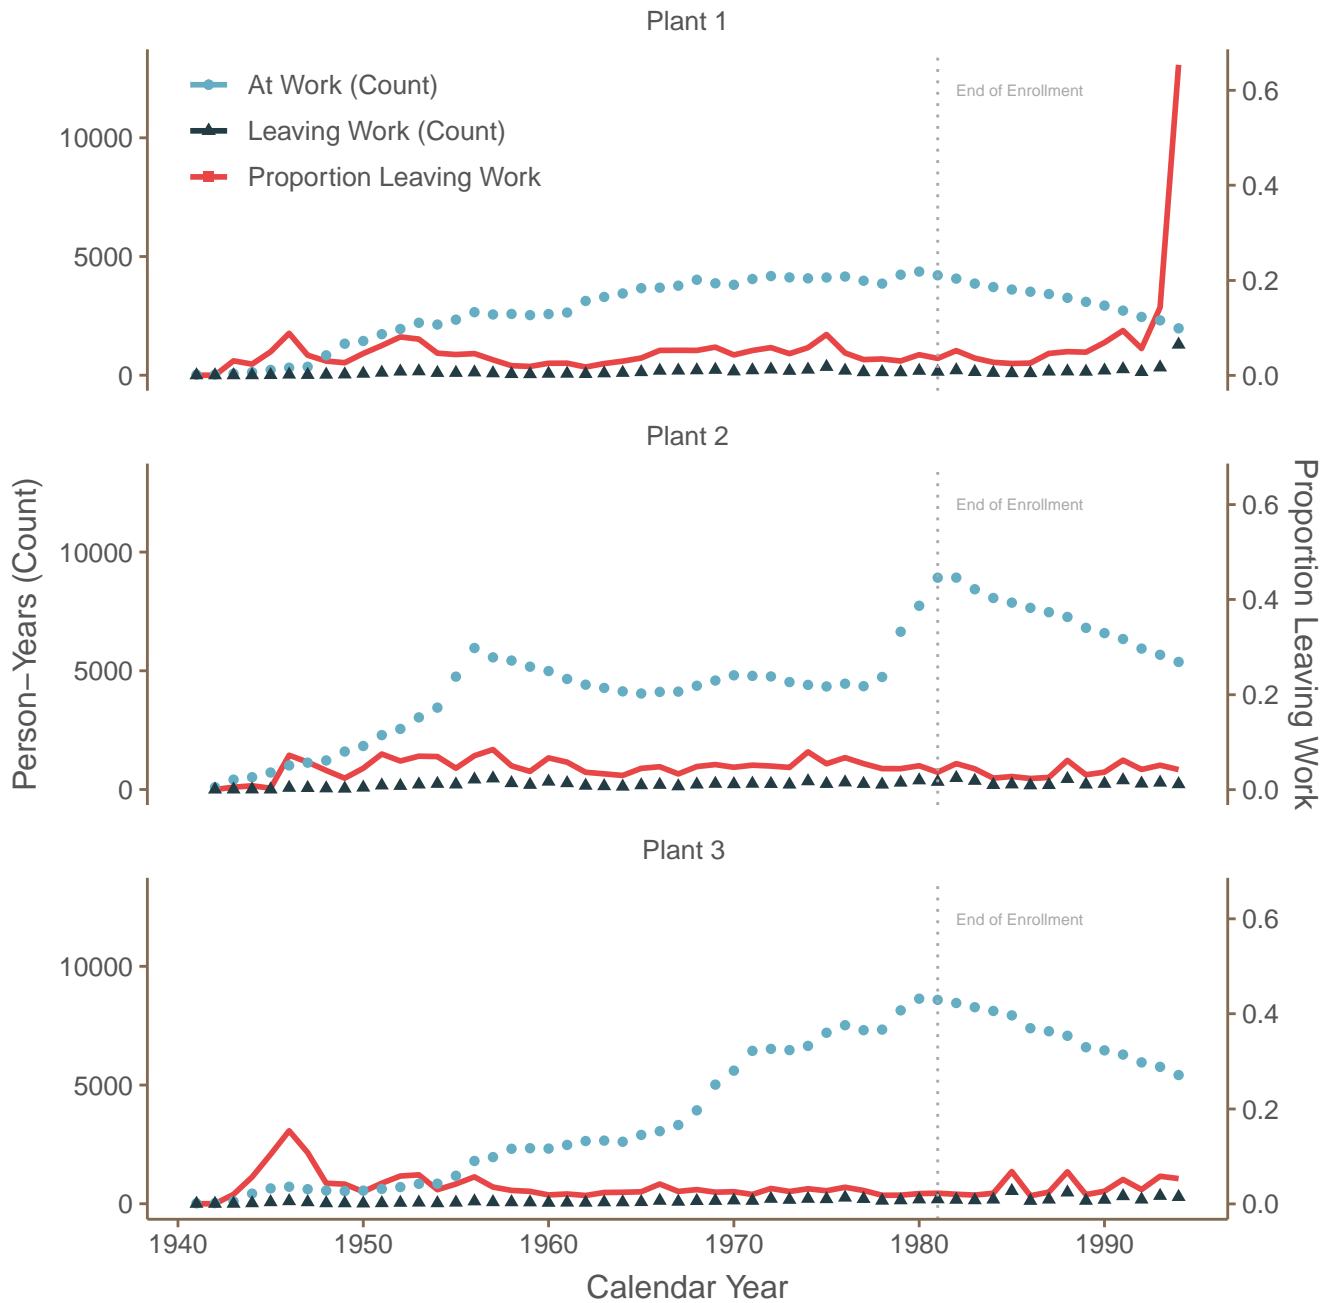 Plant 1
At Work (Count)
Leaving Work (Count)
Proportion Leaving Work
End of Enrollment
10000
5000
0
0.6
0.4
0.2
0.0
Plant 2
End of Enrollment
10000
5000
0
0.6
0.4
0.2
0.0
Person−Years (Count)
Proportion Leaving Work
Plant 3
End of Enrollment
10000
5000
0
0.6
0.4
0.2
0.0
1940 1950 1960 1970 1980 1990
Calendar Year